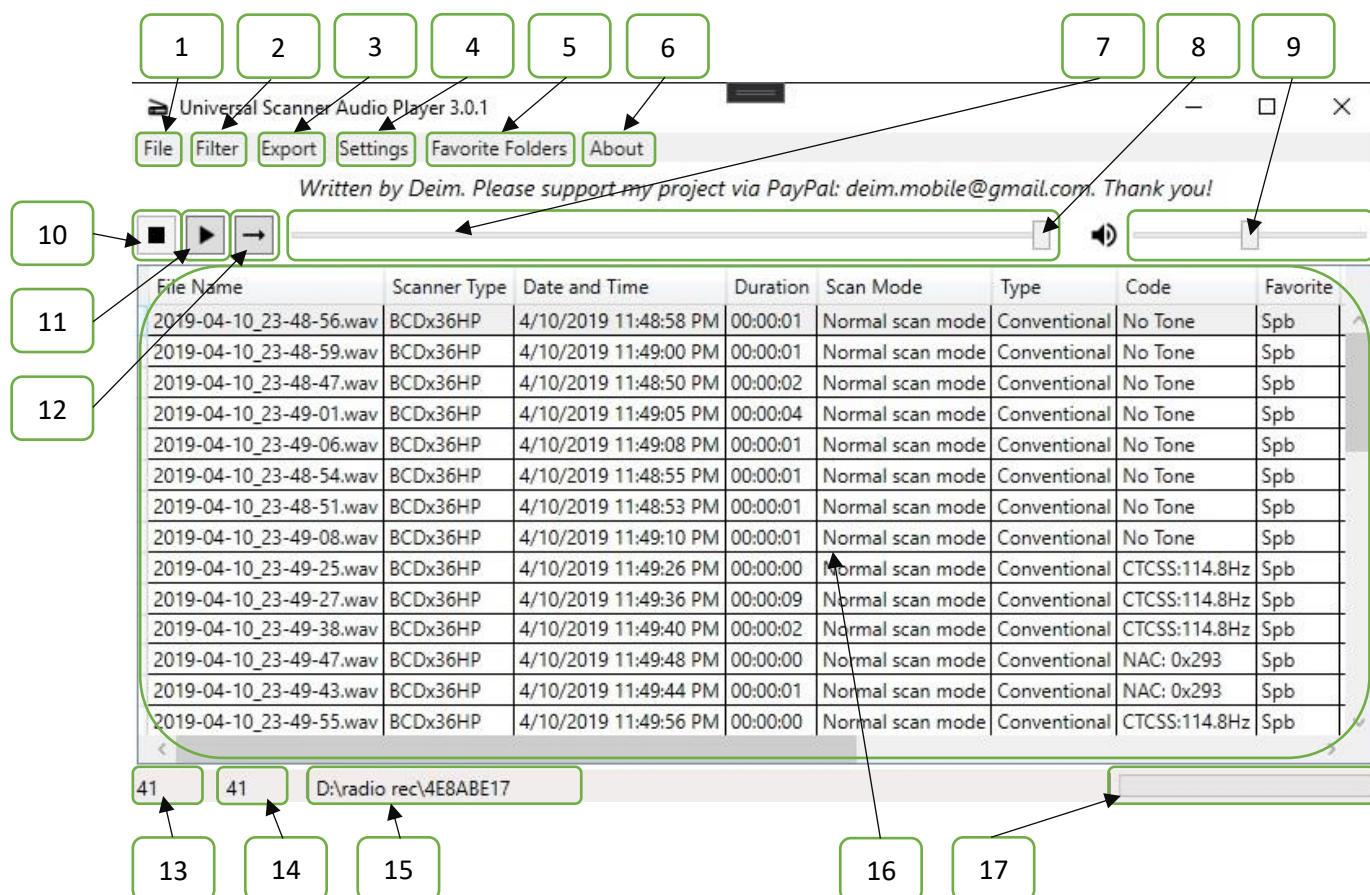 1 2 3 4 5 6 7 8 9
Universal Scanner Audio Player 3.0.1
File Filter Export Settings Favorite Folders About
Written by Deim. Please support my project via PayPal: deim.mobile@gmail.com. Thank you!
10
11
12
File Name Scanner Type Date and Time Duration Scan Mode Type Code Favorite
2019-04-10_23-48-56.wav BCDx36HP 4/10/2019 11:48:58 PM 00:00:01 Normal scan mode Conventional No Tone Spb
2019-04-10_23-48-59.wav BCDx36HP 4/10/2019 11:49:00 PM 00:00:01 Normal scan mode Conventional No Tone Spb
2019-04-10_23-48-47.wav BCDx36HP 4/10/2019 11:48:50 PM 00:00:02 Normal scan mode Conventional No Tone Spb
2019-04-10_23-49-01.wav BCDx36HP 4/10/2019 11:49:05 PM 00:00:04 Normal scan mode Conventional No Tone Spb
2019-04-10_23-49-06.wav BCDx36HP 4/10/2019 11:49:08 PM 00:00:01 Normal scan mode Conventional No Tone Spb
2019-04-10_23-48-54.wav BCDx36HP 4/10/2019 11:48:55 PM 00:00:01 Normal scan mode Conventional No Tone Spb
2019-04-10_23-48-51.wav BCDx36HP 4/10/2019 11:48:53 PM 00:00:01 Normal scan mode Conventional No Tone Spb
2019-04-10_23-49-08.wav BCDx36HP 4/10/2019 11:49:10 PM 00:00:01 Normal scan mode Conventional No Tone Spb
2019-04-10_23-49-25.wav BCDx36HP 4/10/2019 11:49:26 PM 00:00:00 Normal scan mode Conventional CTCSS:114.8Hz Spb
2019-04-10_23-49-27.wav BCDx36HP 4/10/2019 11:49:36 PM 00:00:09 Normal scan mode Conventional CTCSS:114.8Hz Spb
2019-04-10_23-49-38.wav BCDx36HP 4/10/2019 11:49:40 PM 00:00:02 Normal scan mode Conventional CTCSS:114.8Hz Spb
2019-04-10_23-49-47.wav BCDx36HP 4/10/2019 11:49:48 PM 00:00:00 Normal scan mode Conventional NAC: 0x293 Spb
2019-04-10_23-49-43.wav BCDx36HP 4/10/2019 11:49:44 PM 00:00:01 Normal scan mode Conventional NAC: 0x293 Spb
2019-04-10_23-49-55.wav BCDx36HP 4/10/2019 11:49:56 PM 00:00:00 Normal scan mode Conventional CTCSS:114.8Hz Spb
41 41 D:\radio rec\4E8ABE17
13 14 15 16 17